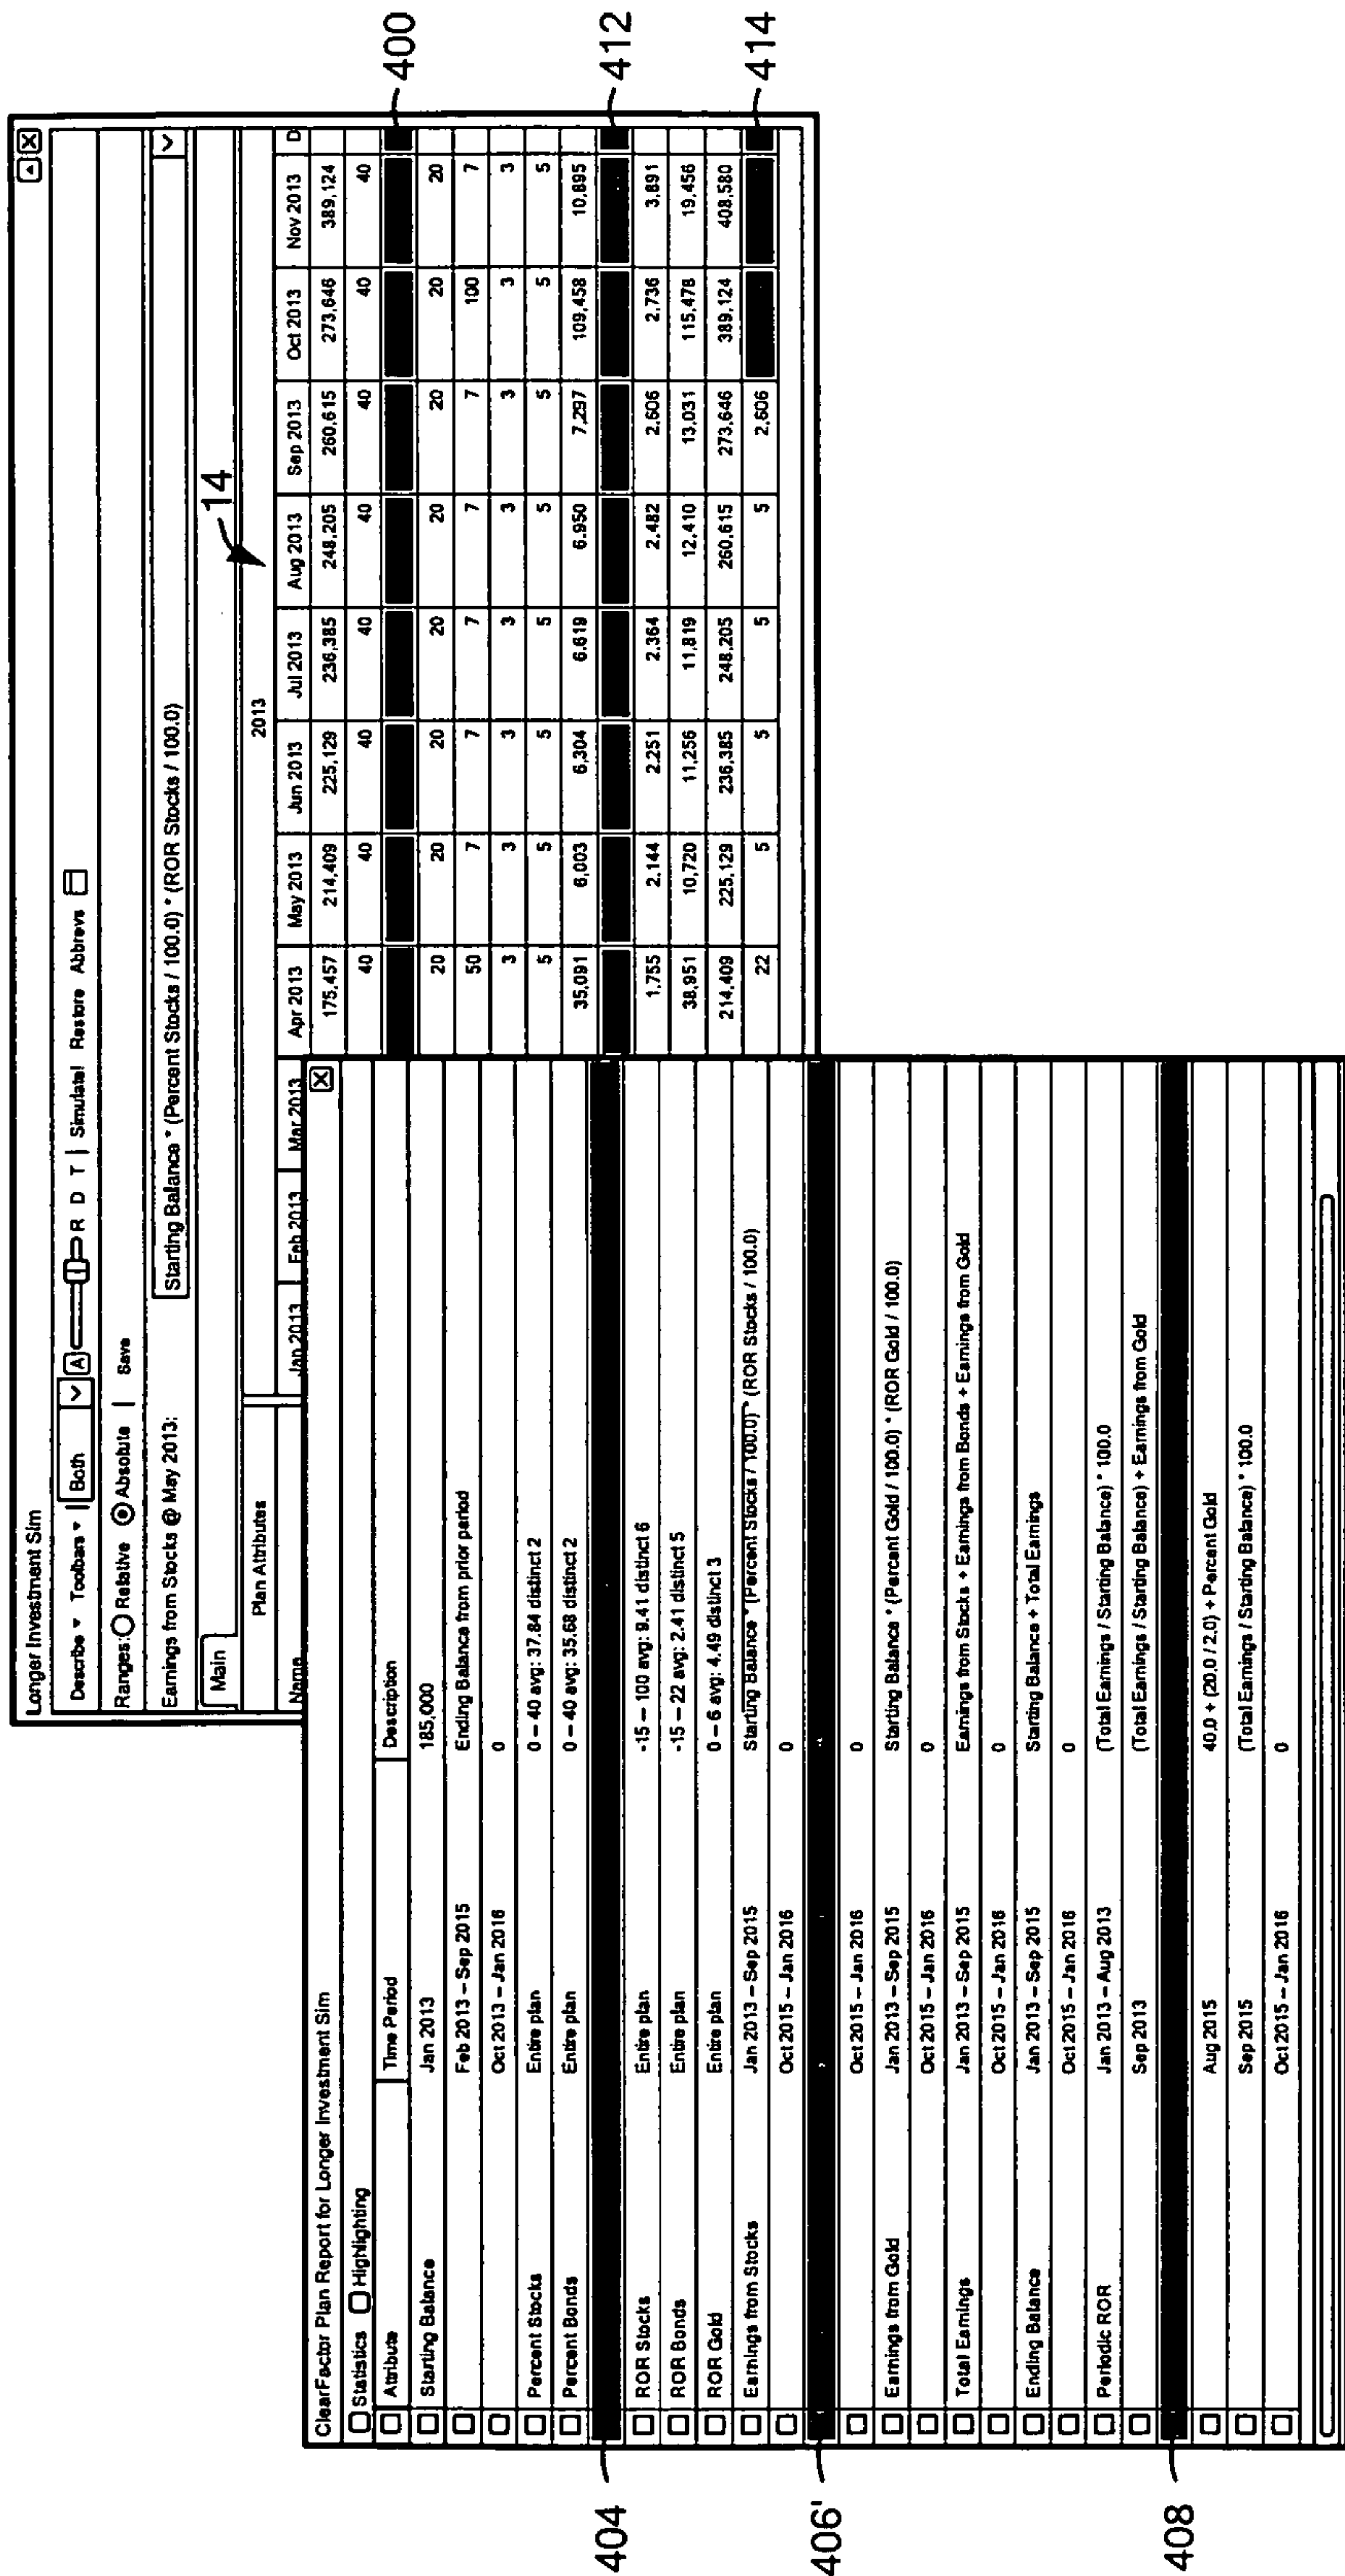 Longer Investment Sim
Describe Toolbars | Both A R D T | Simulate! Restore Abbrevs
Ranges: Relative Absolute | Save
Earnings from Stocks @ May 2013: Starting Balance * (Percent Stocks / 100.0) * (ROR Stocks / 100.0)
Main
14
Plan Attributes 2013
Name Jan 2013 Feb 2013 Mar 2013 Apr 2013 May 2013 Jun 2013 Jul 2013 Aug 2013 Sep 2013 Oct 2013 Nov 2013 D
175,457 214,409 225,129 236,385 248,205 260,615 273,646 389,124
40 40 40 40 40 40 40 40
400
20 20 20 20 20 20 20 20
50 7 7 7 7 7 100 7
3 3 3 3 3 3 3 3
5 5 5 5 5 5 5 5
35,091 6,003 6,304 6.619 6.950 7,297 109,458 10,895
412
1,755 2.144 2.251 2.364 2.482 2.606 2.736 3.891
38,951 10,720 11,256 11,819 12,410 13,031 115,478 19,456
214,409 225,129 236,385 248,205 260,615 273,646 389,124 408,580
22 5 5 5 5 2,606
414
ClearFactor Plan Report for Longer Investment Sim
Statistics Highlighting
Attribute Time Period Description
Starting Balance Jan 2013 185,000
Feb 2013 – Sep 2015 Ending Balance from prior period
Oct 2013 – Jan 2016 0
Percent Stocks Entire plan 0 – 40 avg: 37.84 distinct 2
Percent Bonds Entire plan 0 – 40 avg: 35.68 distinct 2
404
ROR Stocks Entire plan -15 – 100 avg: 9.41 distinct 6
ROR Bonds Entire plan -15 – 22 avg: 2.41 distinct 5
ROR Gold Entire plan 0 – 6 avg: 4.49 distinct 3
Earnings from Stocks Jan 2013 – Sep 2015 Starting Balance * (Percent Stocks / 100.0) * (ROR Stocks / 100.0)
Oct 2015 – Jan 2016 0
406'
Oct 2015 – Jan 2016 0
Earnings from Gold Jan 2013 – Sep 2015 Starting Balance * (Percent Gold / 100.0) * (ROR Gold / 100.0)
Oct 2015 – Jan 2016 0
Total Earnings Jan 2013 – Sep 2015 Earnings from Stocks + Earnings from Bonds + Earnings from Gold
Oct 2015 – Jan 2016 0
Ending Balance Jan 2013 – Sep 2015 Starting Balance + Total Earnings
Oct 2015 – Jan 2016 0
Periodic ROR Jan 2013 – Aug 2013 (Total Earnings / Starting Balance) * 100.0
Sep 2013 (Total Earnings / Starting Balance) + Earnings from Gold
408
Aug 2015 40.0 + (20.0 / 2.0) + Percent Gold
Sep 2015 (Total Earnings / Starting Balance) * 100.0
Oct 2015 – Jan 2016 0